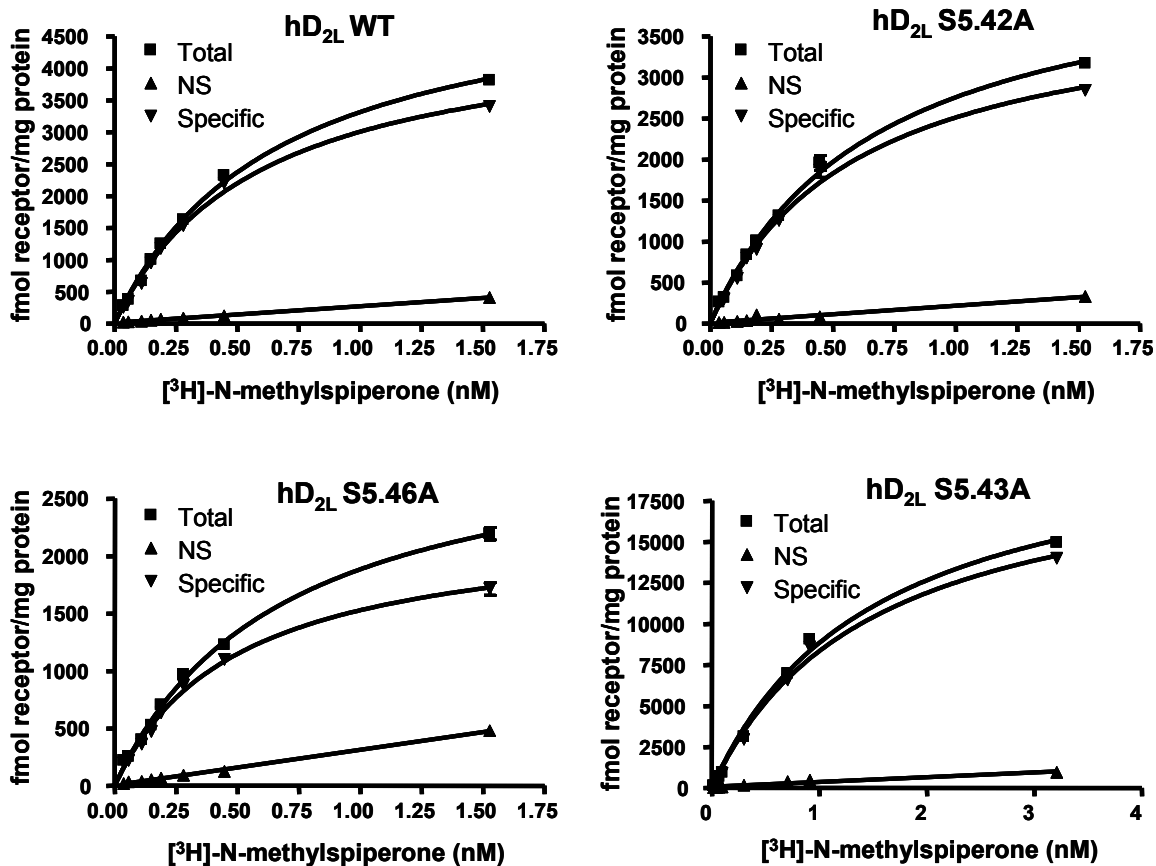 hD2L WT
fmol receptor/mg protein
4500
4000
3500
3000
2500
2000
1500
1000
500
0
Total
NS
Specific
0.00 0.25 0.50 0.75 1.00 1.25 1.50 1.75
[3H]-N-methylspiperone (nM)
hD2L S5.42A
fmol receptor/mg protein
3500
3000
2500
2000
1500
1000
500
0
Total
NS
Specific
0.00 0.25 0.50 0.75 1.00 1.25 1.50 1.75
[3H]-N-methylspiperone (nM)
hD2L S5.46A
fmol receptor/mg protein
2500
2000
1500
1000
500
0
Total
NS
Specific
0.00 0.25 0.50 0.75 1.00 1.25 1.50 1.75
[3H]-N-methylspiperone (nM)
hD2L S5.43A
fmol receptor/mg protein
17500
15000
12500
10000
7500
5000
2500
0
Total
NS
Specific
0 1 2 3 4
[3H]-N-methylspiperone (nM)